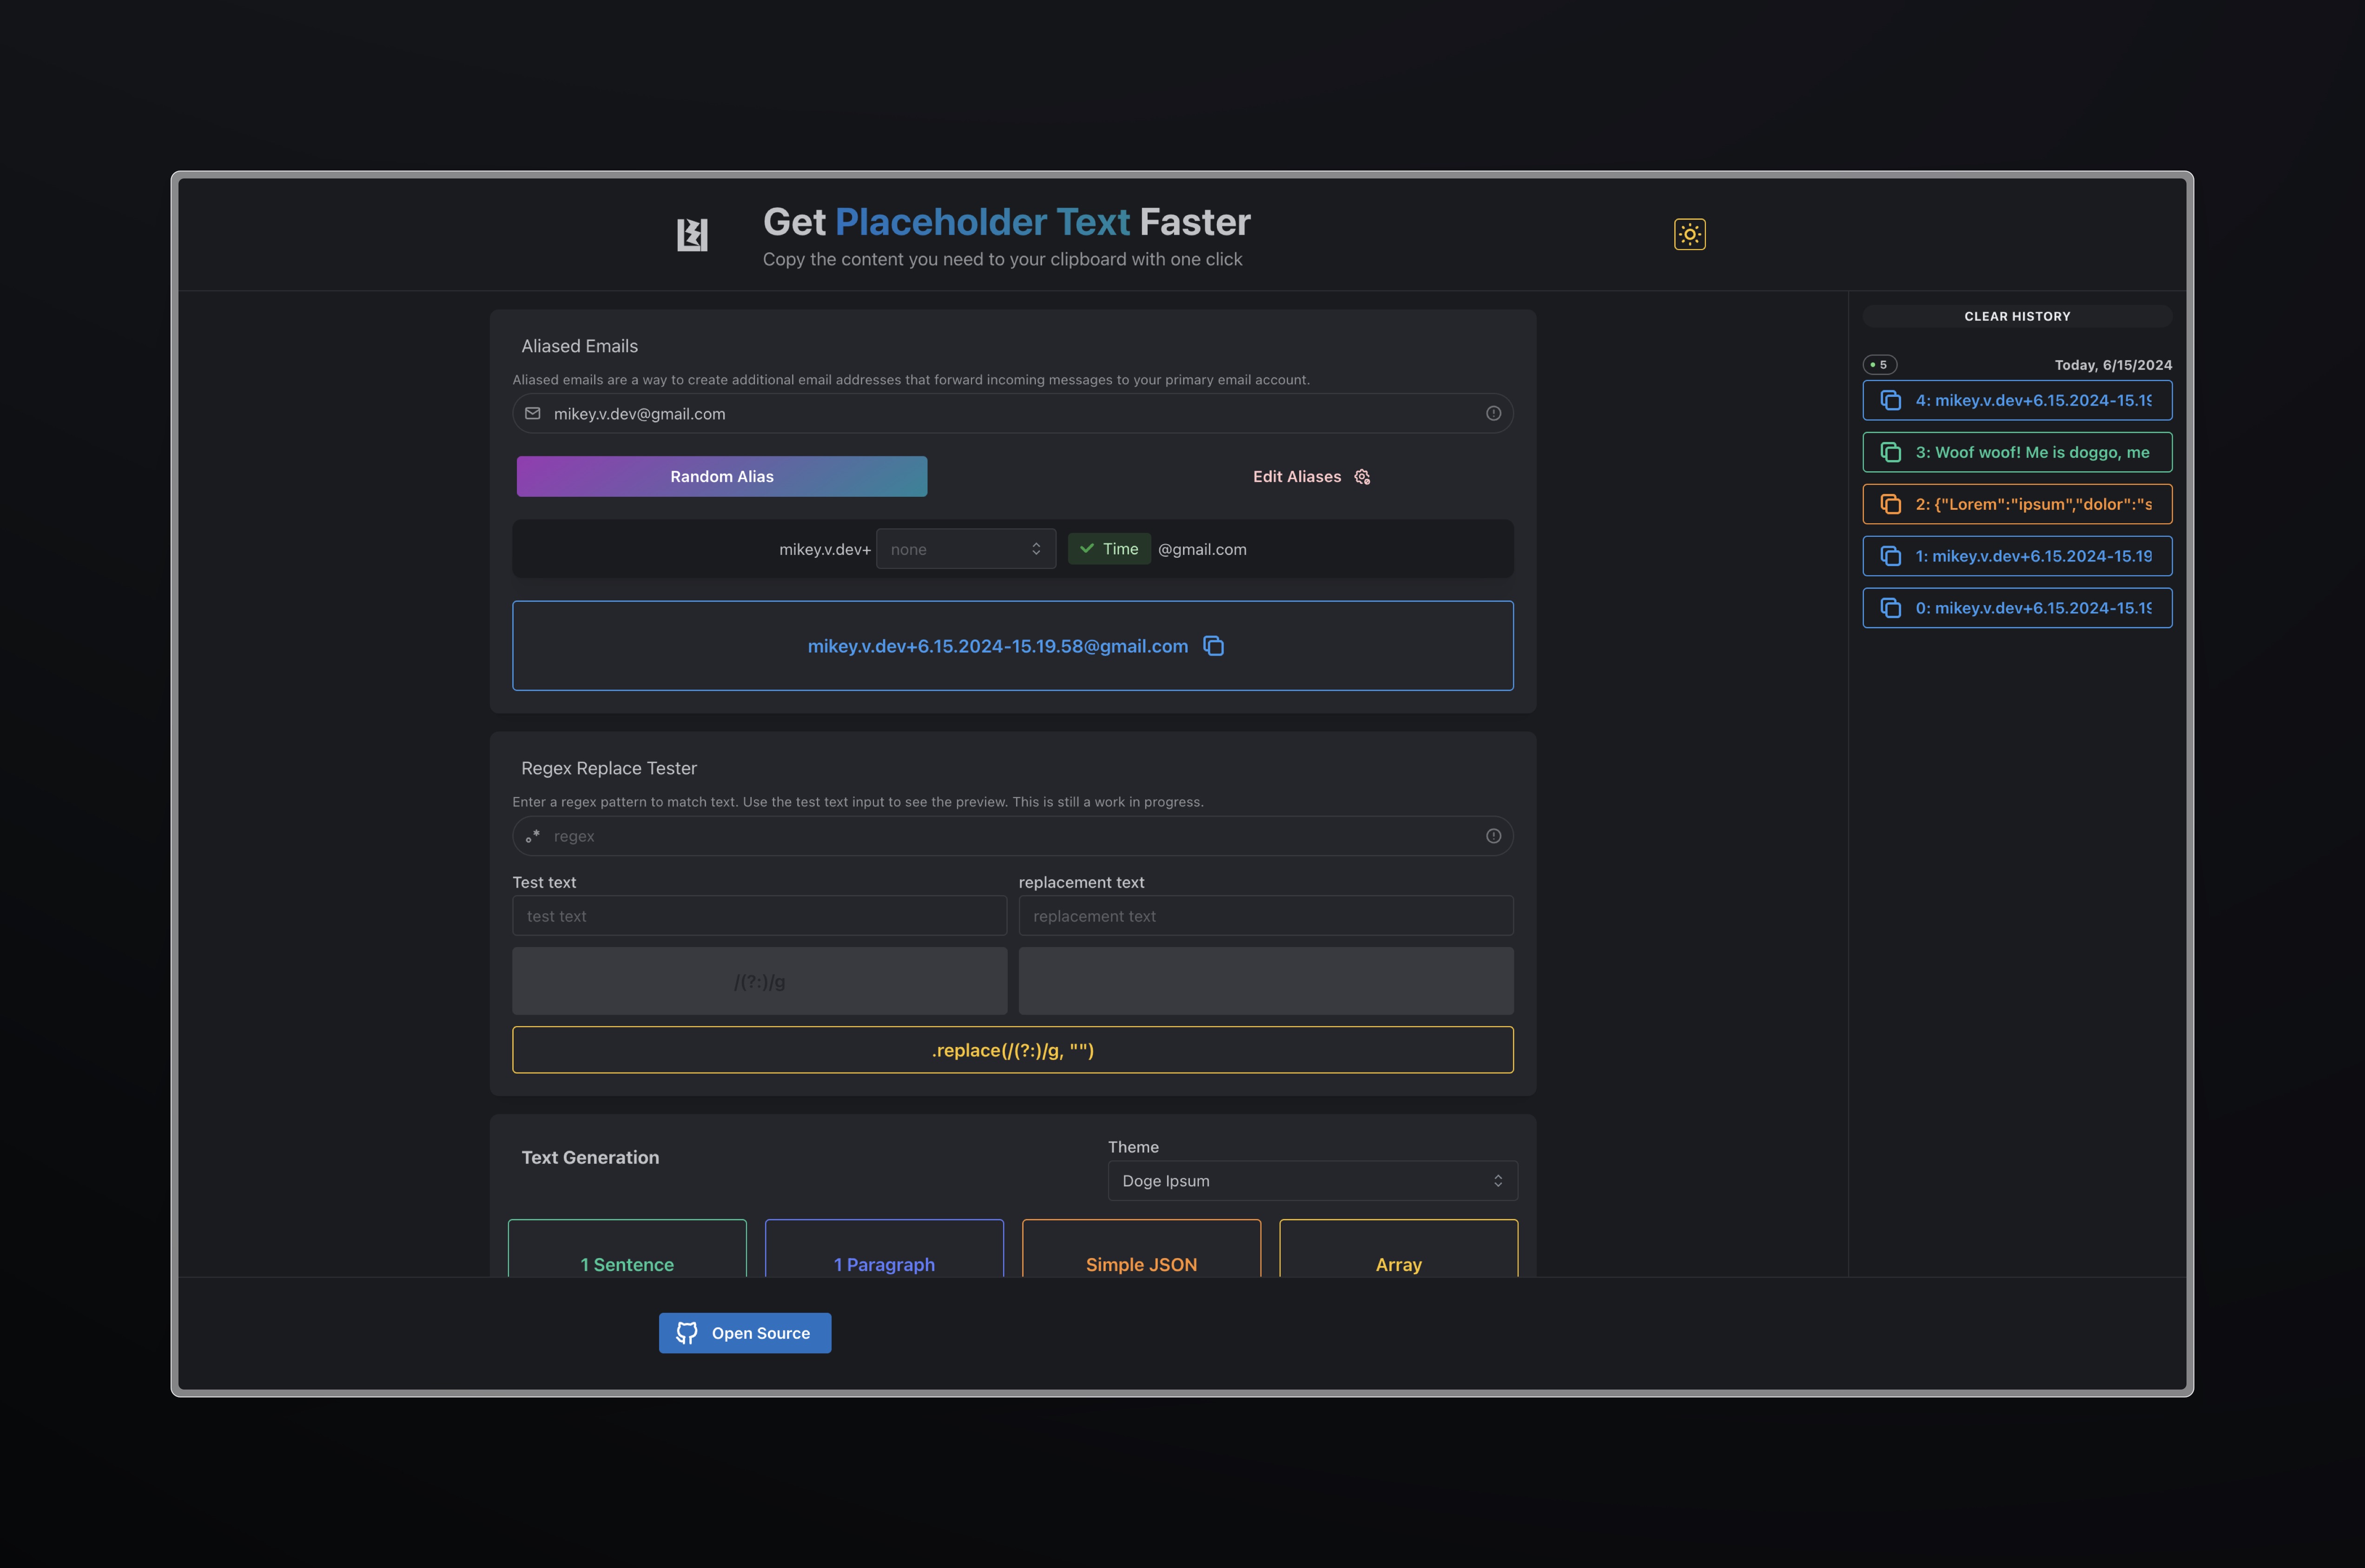 Get Placeholder Text Faster
Copy the content you need to your clipboard with one click
Aliased Emails
Aliased emails are a way to create additional email addresses that forward incoming messages to your primary email account.
mikey.v.dev@gmail.com
Random Alias
Edit Aliases
mikey.v.dev+ none Time @gmail.com
mikey.v.dev+6.15.2024-15.19.58@gmail.com
Regex Replace Tester
Enter a regex pattern to match text. Use the test text input to see the preview. This is still a work in progress.
.* regex
Test text
replacement text
test text
replacement text
/(?:)/g
.replace(/(?:)/g, "")
Text Generation
Theme
Doge Ipsum
1 Sentence
1 Paragraph
Simple JSON
Array
Open Source
CLEAR HISTORY
5
Today, 6/15/2024
4: mikey.v.dev+6.15.2024-15.19
3: Woof woof! Me is doggo, me
2: {"Lorem":"ipsum","dolor":"s
1: mikey.v.dev+6.15.2024-15.19
0: mikey.v.dev+6.15.2024-15.19